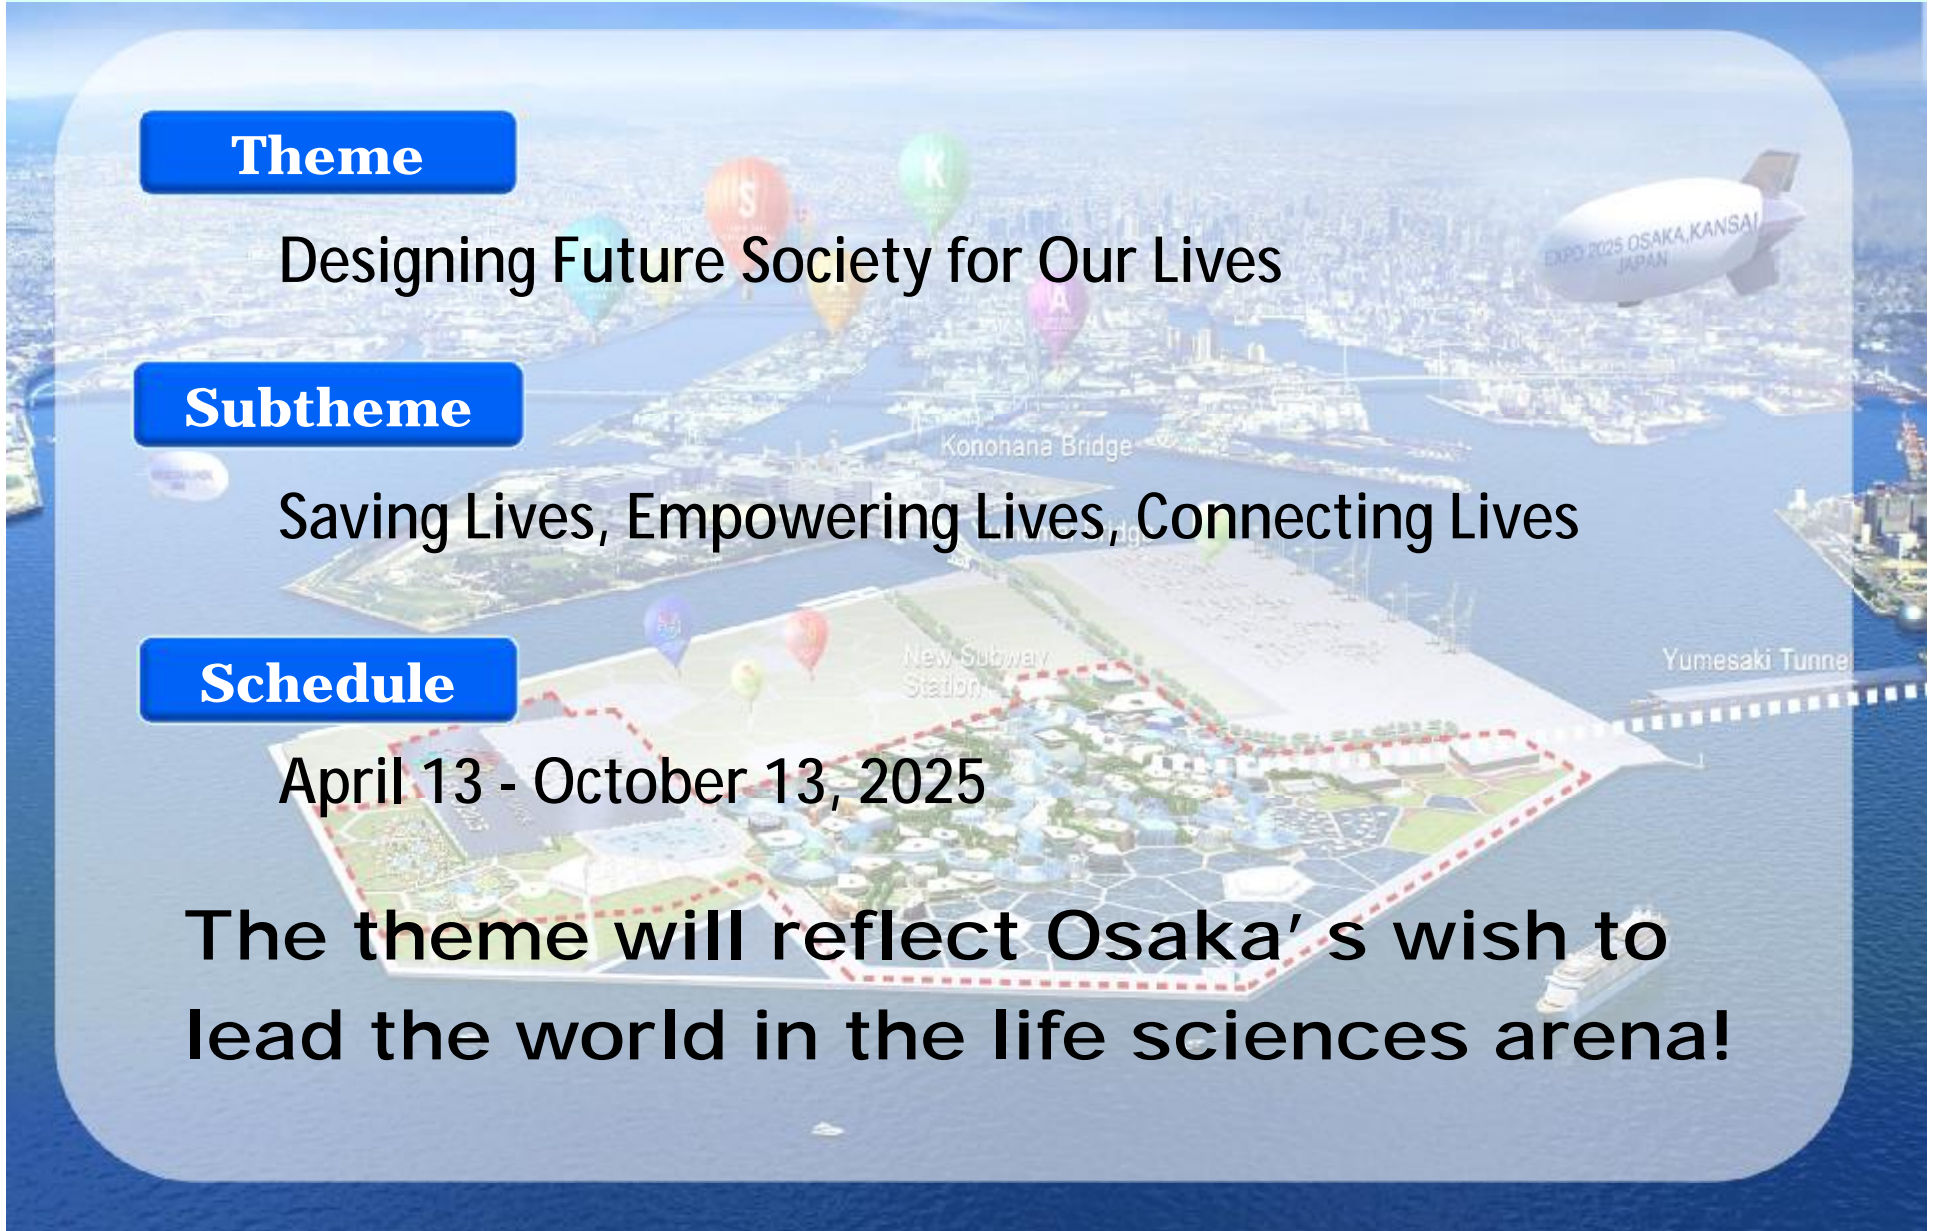 Theme
S
K
Designing Future Society for Our Lives
EXPO 2025 OSAKA,KANSAI
JAPAN
A
Subtheme
Konohana Bridge
Saving Lives, Empowering Lives, Connecting Lives
New Subway
Station
Yumesaki Tunnel
Schedule
April 13 - October 13, 2025
The theme will reflect Osaka’ s wish to
lead the world in the life sciences arena!